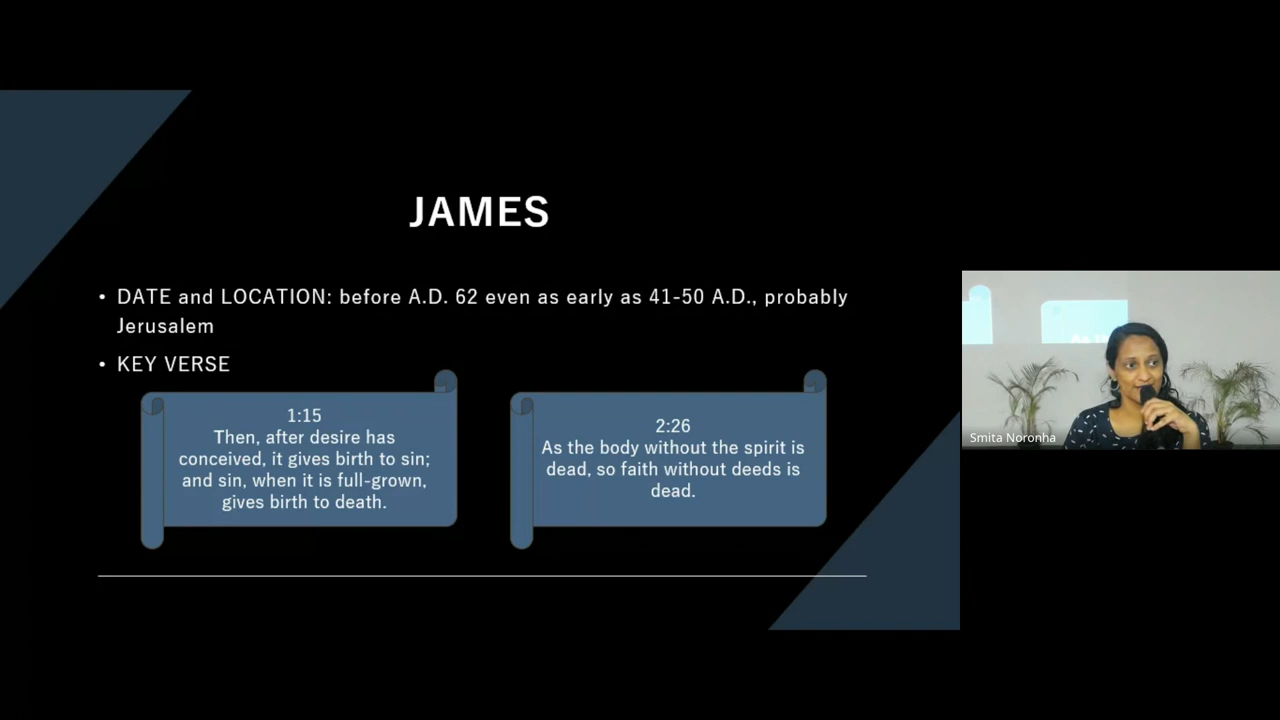 JAMES
• DATE and LOCATION: before A.D. 62 even as early as 41-50 A.D., probably
Jerusalem
• KEY VERSE
1:15
Then, after desire has
conceived, it gives birth to sin;
and sin, when it is full-grown,
gives birth to death.
2:26
As the body without the spirit is
dead, so faith without deeds is
dead.
Smita Noronha